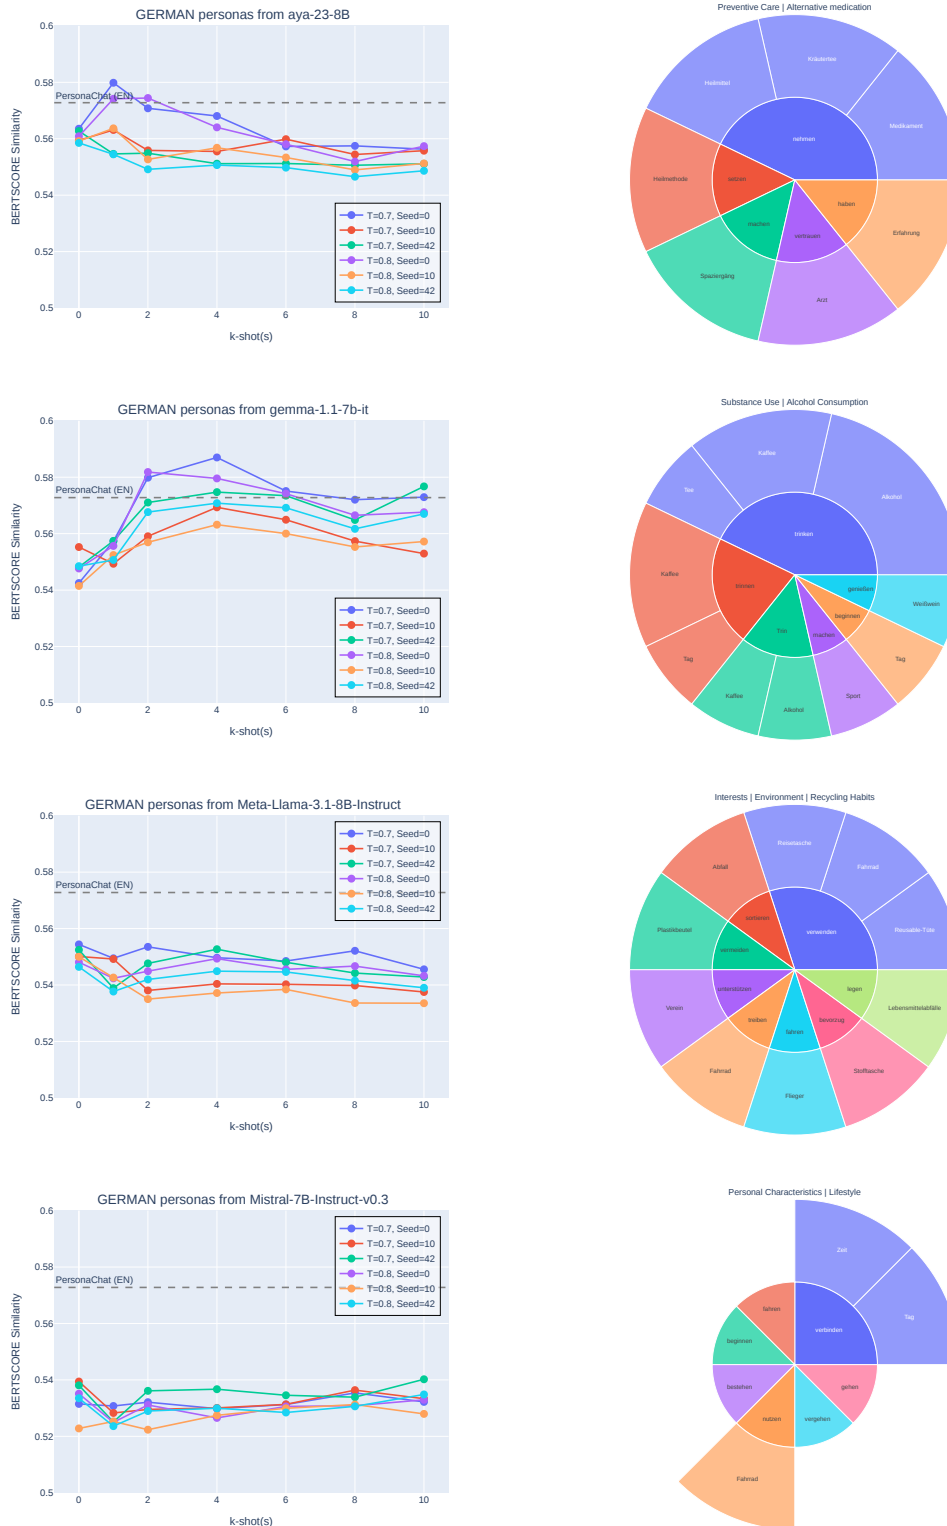 GERMAN personas from aya-23-8B
0.6
0.58
0.56
0.54
0.52
0.5
BERTSCORE Similarity
PersonaChat (EN)
T=0.7, Seed=0
T=0.7, Seed=10
T=0.7, Seed=42
T=0.8, Seed=0
T=0.8, Seed=10
T=0.8, Seed=42
0 2 4 6 8 10
k-shot(s)
Preventive Care | Alternative medication
Heilmittel
Kräutertee
Medikament
nehmen
Heilmethode
setzen
haben
machen
vertrauen
Erfahrung
Spaziergang
Arzt
GERMAN personas from gemma-1.1-7b-it
0.6
0.58
0.56
0.54
0.52
0.5
BERTSCORE Similarity
PersonaChat (EN)
T=0.7, Seed=0
T=0.7, Seed=10
T=0.7, Seed=42
T=0.8, Seed=0
T=0.8, Seed=10
T=0.8, Seed=42
0 2 4 6 8 10
k-shot(s)
Substance Use | Alcohol Consumption
Kaffee
Tee
Alkohol
trinken
Kaffee
genießen
Weißwein
beginnen
machen
Tag
Tag
Kaffee
Alkohol
Sport
GERMAN personas from Meta-Llama-3.1-8B-Instruct
0.6
0.58
0.56
0.54
0.52
0.5
BERTSCORE Similarity
PersonaChat (EN)
T=0.7, Seed=0
T=0.7, Seed=10
T=0.7, Seed=42
T=0.8, Seed=0
T=0.8, Seed=10
T=0.8, Seed=42
0 2 4 6 8 10
k-shot(s)
Interests | Environment | Recycling Habits
Reisetasche
Abfall
Fahrrad
sortieren
verwenden
Reusable-Tüte
Plastikbeutel
vermeiden
unterstützen
legen
Verein
treiben
fahren
bevorzug
Lebensmittelabfälle
Fahrrad
Flieger
Stofftasche
GERMAN personas from Mistral-7B-Instruct-v0.3
0.6
0.58
0.56
0.54
0.52
0.5
BERTSCORE Similarity
PersonaChat (EN)
T=0.7, Seed=0
T=0.7, Seed=10
T=0.7, Seed=42
T=0.8, Seed=0
T=0.8, Seed=10
T=0.8, Seed=42
0 2 4 6 8 10
k-shot(s)
Personal Characteristics | Lifestyle
Zeit
fahren
Tag
verbinden
beginnen
bestehen
gehen
nutzen
vergehen
Fahrrad